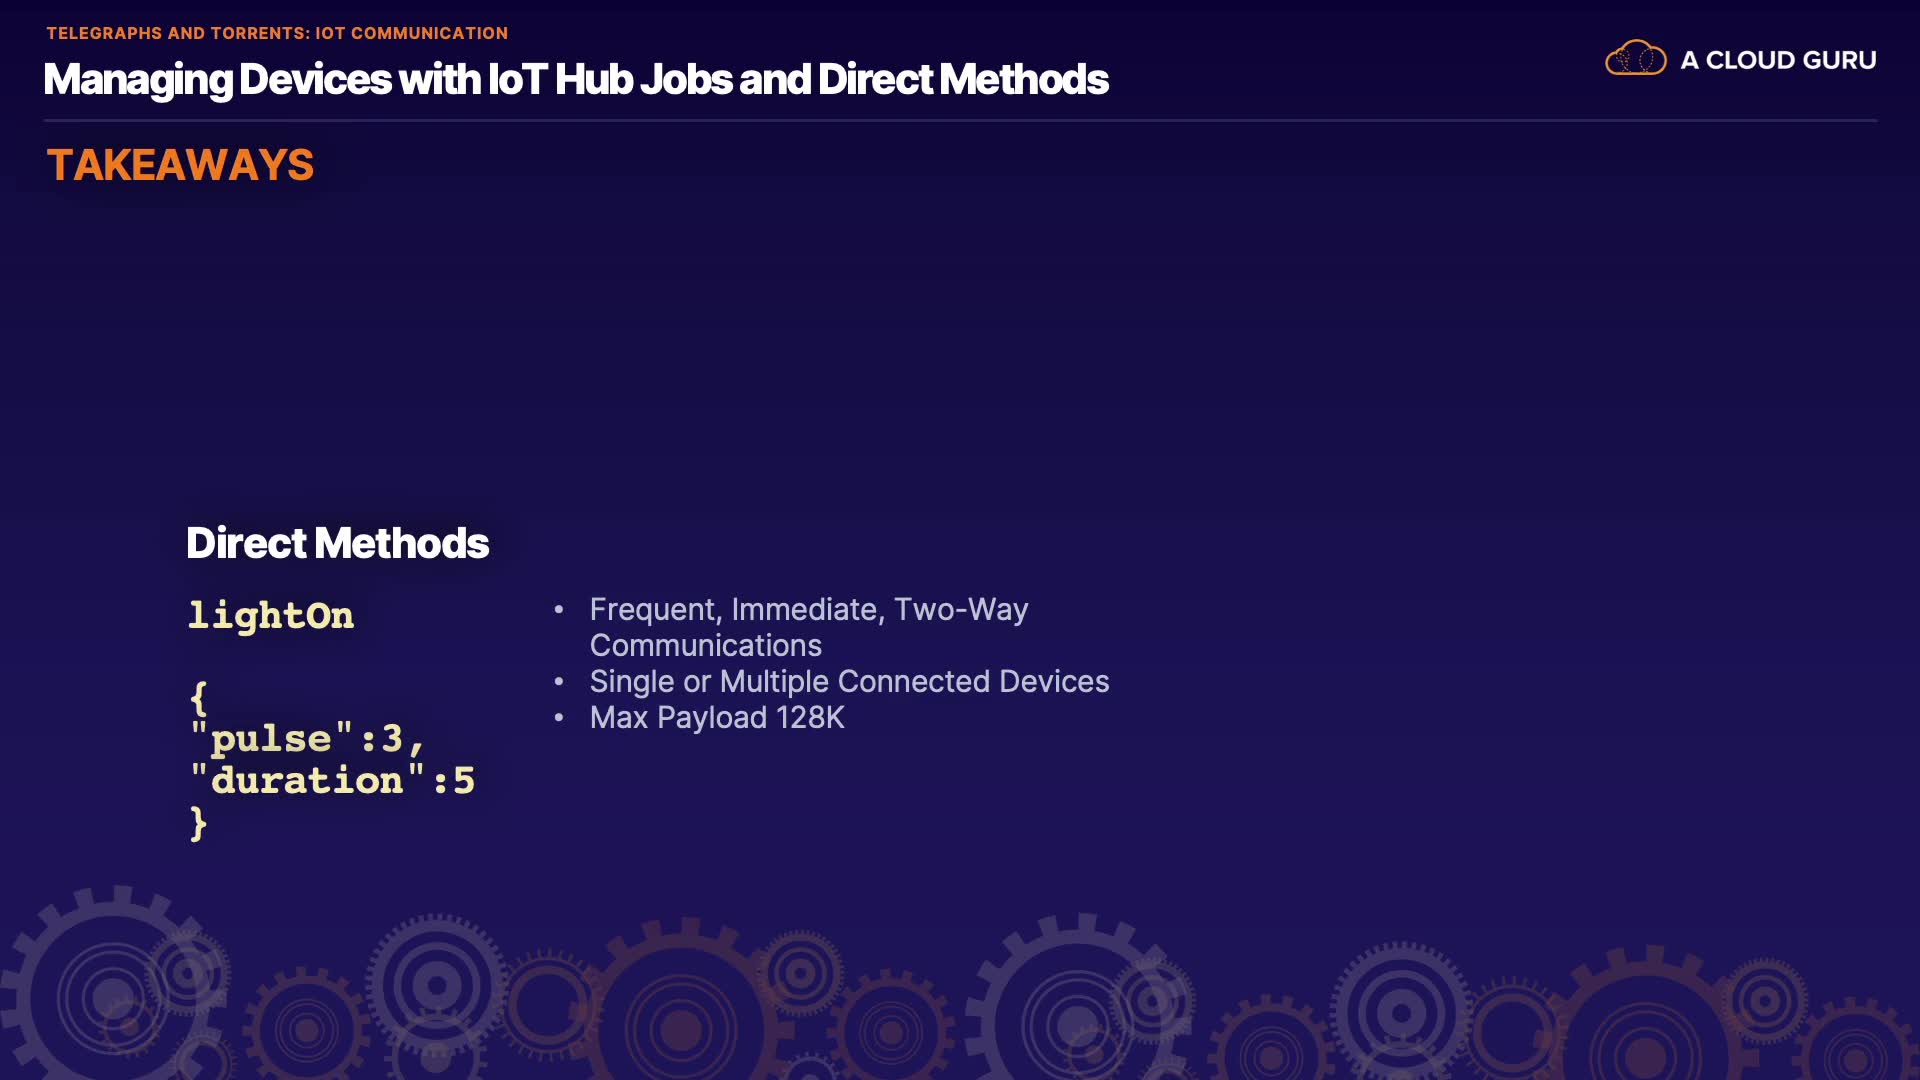 TELEGRAPHS AND TORRENTS: IOT COMMUNICATION
Managing Devices with IoT Hub Jobs and Direct Methods
A CLOUD GURU
TAKEAWAYS
Direct Methods
lightOn
{
"pulse":3,
"duration":5
}
• Frequent, Immediate, Two-Way
Communications
• Single or Multiple Connected Devices
• Max Payload 128K